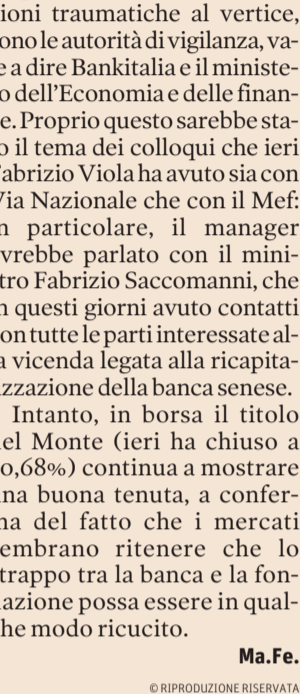 ioni traumatiche al vertice,
ono le autorità di vigilanza, va-
e a dire Bankitalia e il ministe-
o dell'Economia e delle finan-
e. Proprio questo sarebbe sta-
o il tema dei colloqui che ieri
Fabrizio Viola ha avuto sia con
Via Nazionale che con il Mef:
n particolare, il manager
vrebbe parlato con il mini-
tro Fabrizio Saccomanni, che
n questi giorni avuto contatti
on tutte le parti interessate al-
a vicenda legata alla ricapita-
izzazione della banca senese.
Intanto, in borsa il titolo
el Monte (ieri ha chiuso a
0,68%) continua a mostrare
na buona tenuta, a confer-
ma del fatto che i mercati
embrano ritenere che lo
trappo tra la banca e la fon-
azione possa essere in qual-
he modo ricucito.
Ma.Fe.
© RIPRODUZIONE RISERVATA